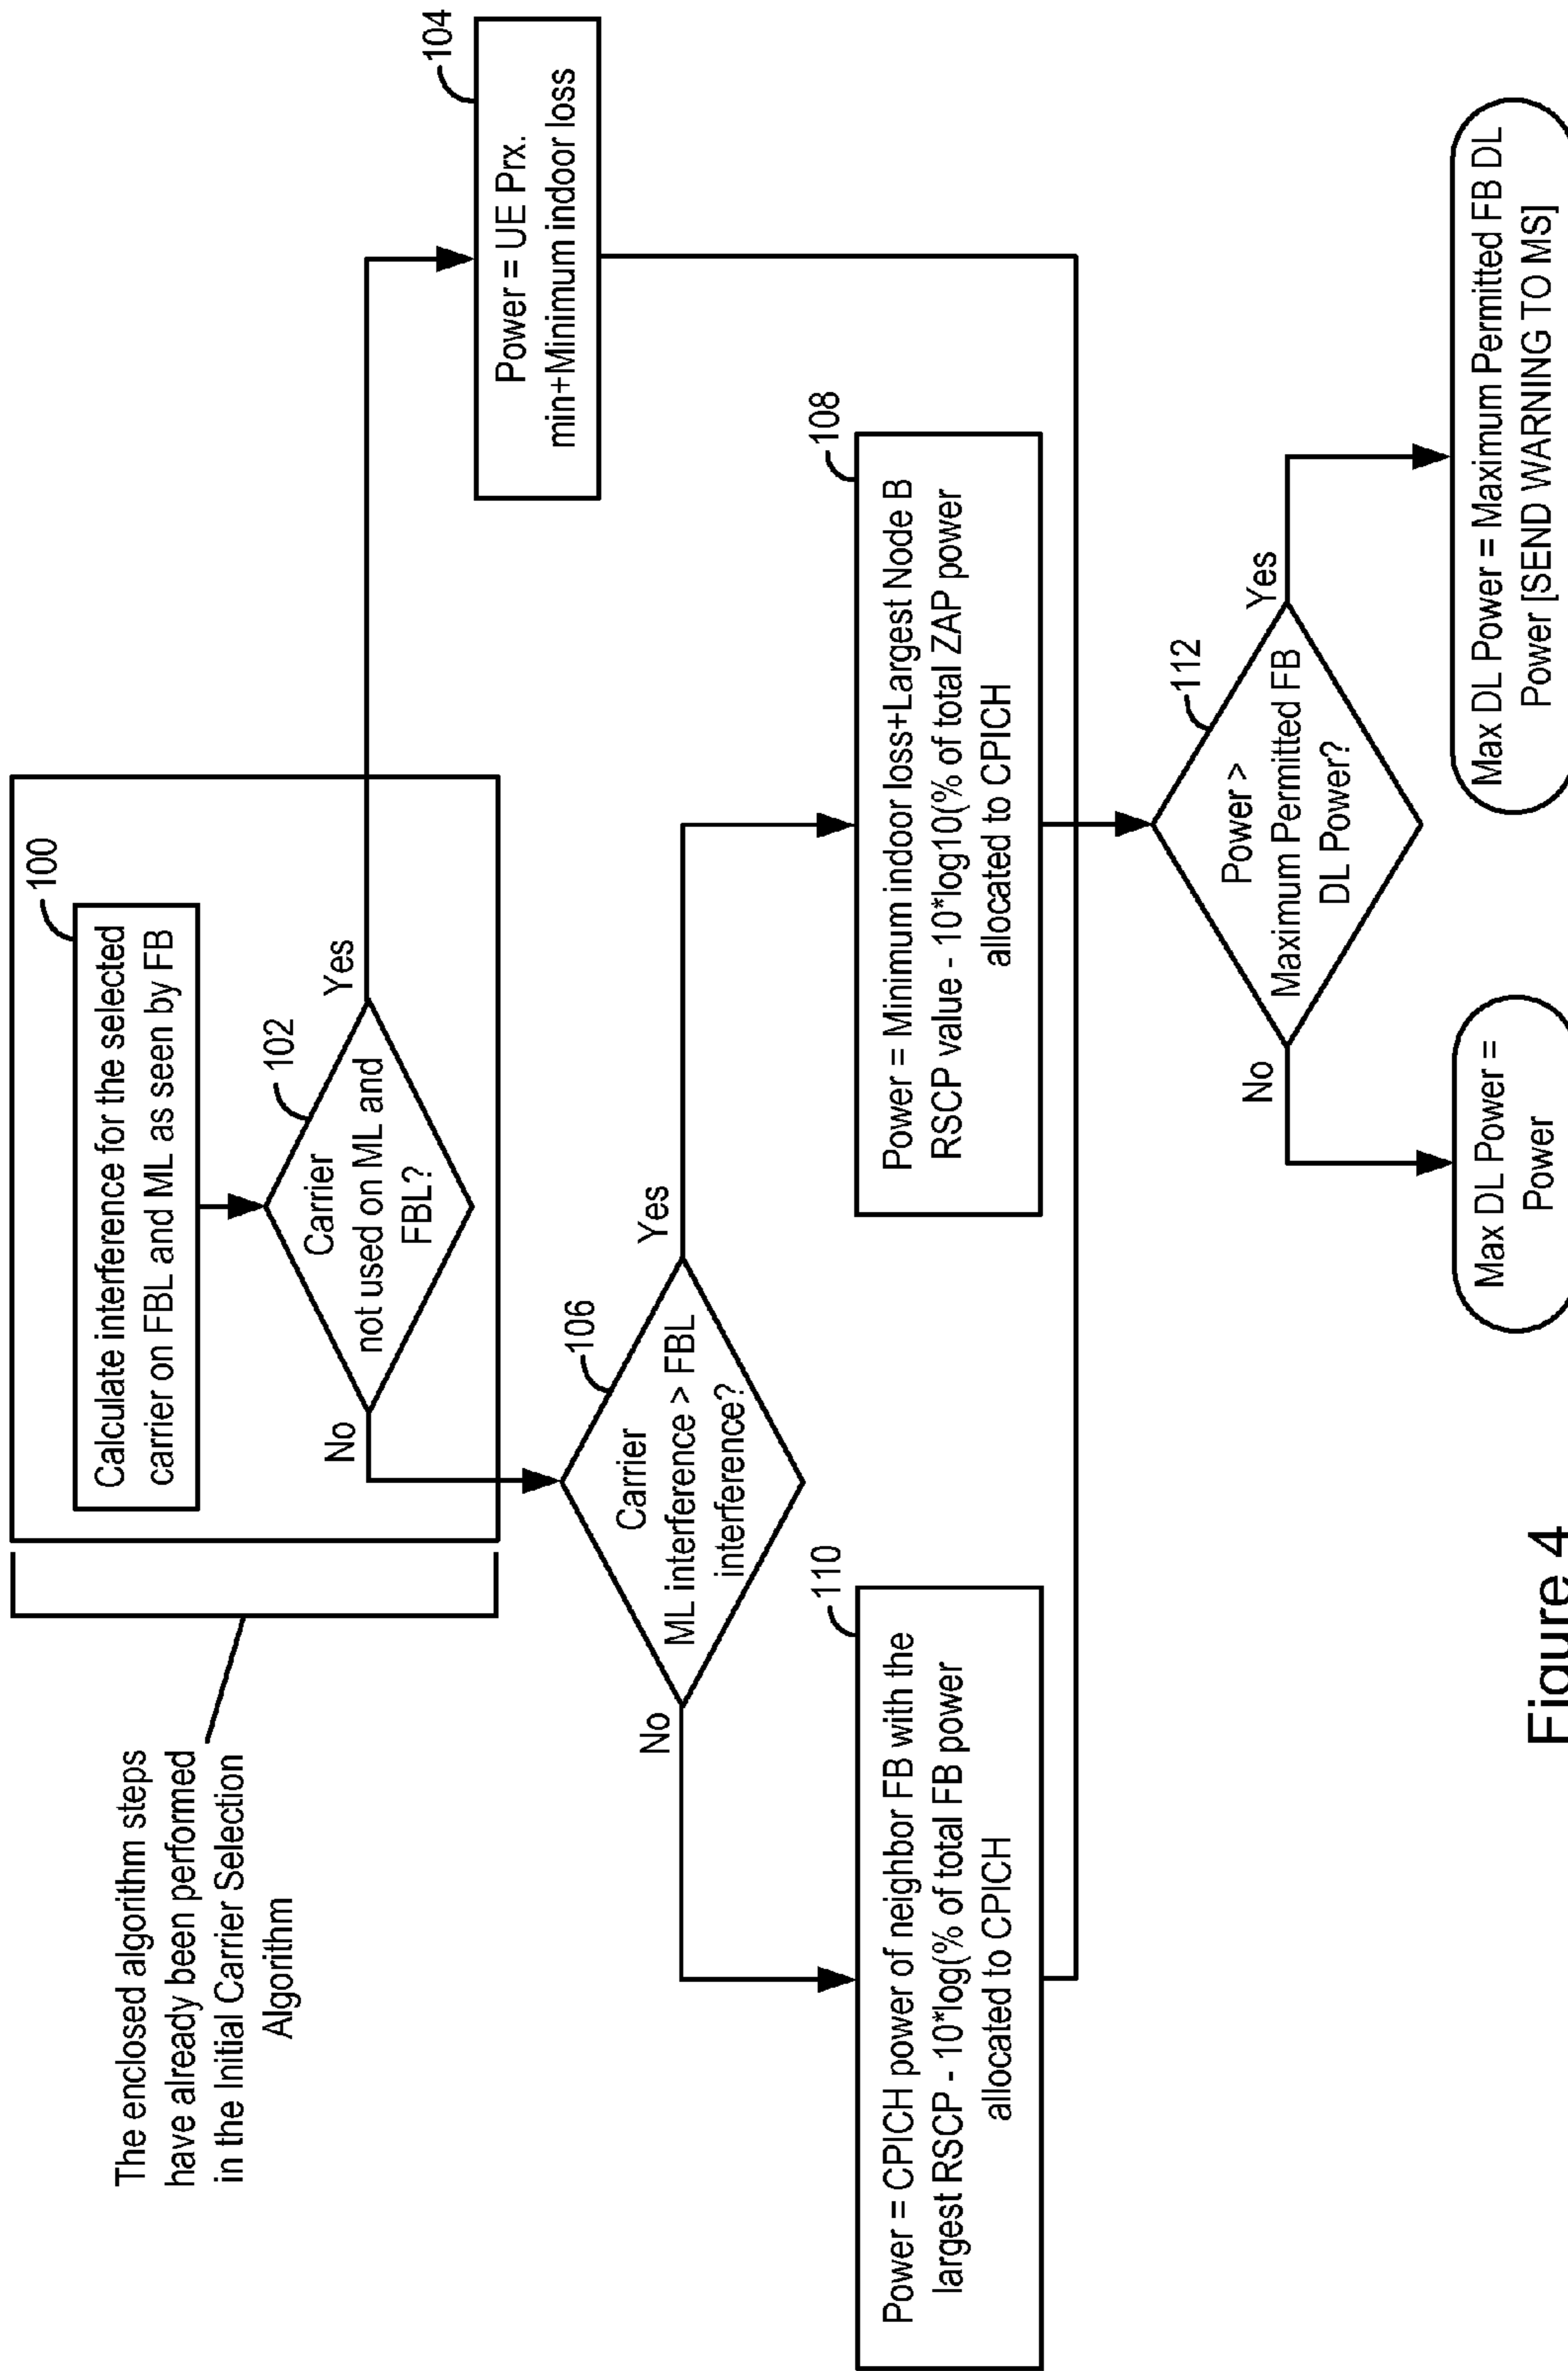 The enclosed algorithm steps
have already been performed
in the Initial Carrier Selection
Algorithm
100
Calculate interference for the selected
carrier on FBL and ML as seen by FB
102
Carrier
not used on ML and
FBL?
No
Yes
104
Power = UE Prx.
min+Minimum indoor loss
106
Carrier
ML interference > FBL
interference?
No
Yes
110
Power = CPICH power of neighbor FB with the
largest RSCP - 10*log(% of total FB power
allocated to CPICH
108
Power = Minimum indoor loss+Largest Node B
RSCP value - 10*log10(% of total ZAP power
allocated to CPICH
112
Power >
Maximum Permitted FB
DL Power?
No
Yes
Max DL Power =
Power
Max DL Power = Maximum Permitted FB DL
Power [SEND WARNING TO MS]
Figure 4